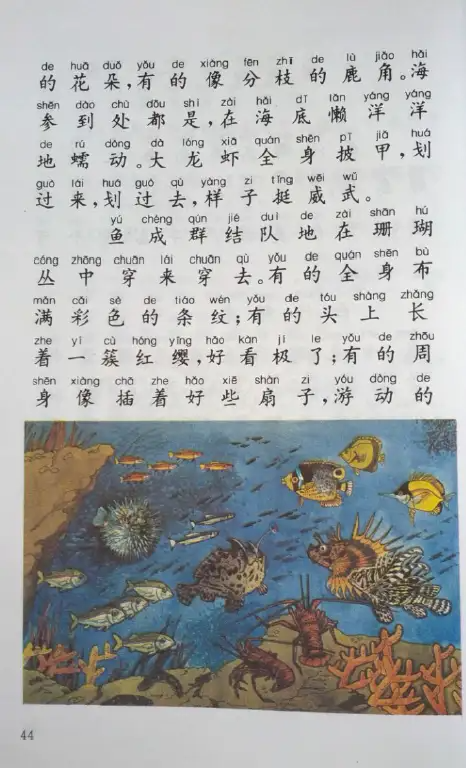 de huā duǒ yǒu de xiàng fēn zhī de lù jiǎo hǎi
的花朵,有的像分枝的鹿角。海
shēn dào chù dōu shì zài hǎi dǐ lǎn yáng yáng
参到处都是,在海底懒洋洋
de rú dòng dà lóng xiā quán shēn pī jiǎ huá
地蠕动。大龙虾全身披甲,划
guò lái huá guò qù yàng zi tǐng wēi wǔ
过来,划过去,样子挺威武。
yú chéng qún jié duì de zài shān hú
鱼成群结队地在珊瑚
cóng zhōng chuān lái chuān qù yǒu de quán shēn bù
丛中穿来穿去。有的全身布
mǎn cǎi sè de tiáo wén yǒu de tóu shàng zhǎng
满彩色的条纹;有的头上长
zhe yī cù hóng yīng hǎo kàn jí le yǒu de zhōu
着一簇红缨,好看极了;有的周
shēn xiàng chā zhe hǎo xiē shàn zi yóu dòng de
身像插着好些扇子,游动的
44